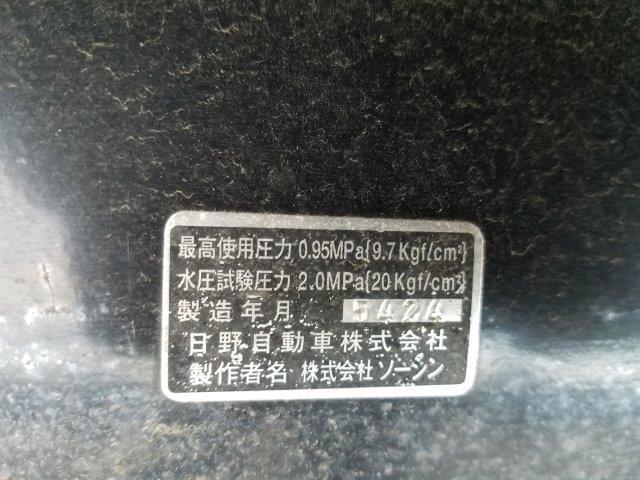 最高使用圧力 0.95MPa{9.7Kgf/cm²}
水圧試験圧力 2.0MPa{20Kgf/cm²}
製造年月 5424
日野自動車株式会社
製作者名 株式会社ソーシン